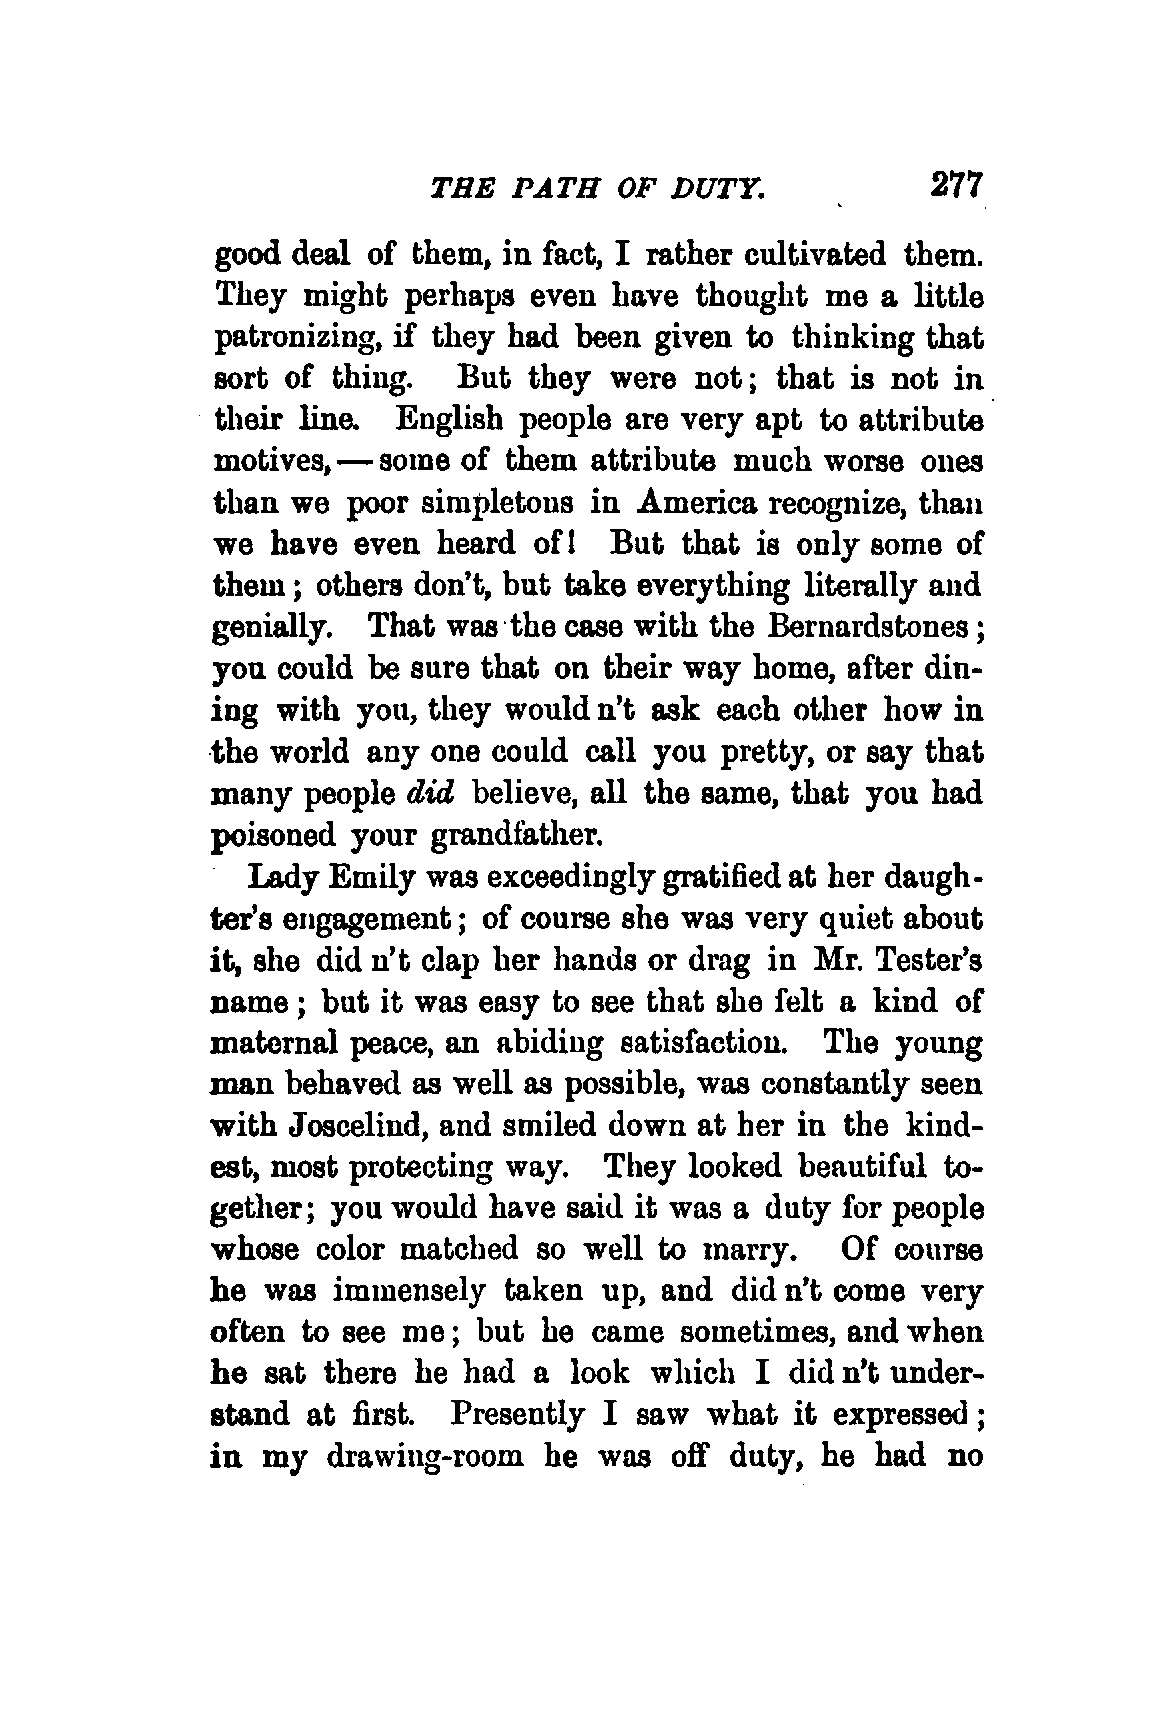 THE PATH OF DUTY. 277
good deal of them, in fact, I rather cultivated them.
They might perhaps even have thought me a little
patronizing, if they had been given to thinking that
sort of thing. But they were not; that is not in
their line. English people are very apt to attribute
motives,—some of them attribute much worse ones
than we poor simpletons in America recognize, than
we have even heard of! But that is only some of
them; others don't, but take everything literally and
genially. That was the case with the Bernardstones;
you could be sure that on their way home, after din-
ing with you, they would n't ask each other how in
the world any one could call you pretty, or say that
many people did believe, all the same, that you had
poisoned your grandfather.
Lady Emily was exceedingly gratified at her daugh-
ter's engagement; of course she was very quiet about
it, she did n't clap her hands or drag in Mr. Tester's
name; but it was easy to see that she felt a kind of
maternal peace, an abiding satisfaction. The young
man behaved as well as possible, was constantly seen
with Joscelind, and smiled down at her in the kind-
est, most protecting way. They looked beautiful to-
gether; you would have said it was a duty for people
whose color matched so well to marry. Of course
he was immensely taken up, and did n't come very
often to see me; but he came sometimes, and when
he sat there he had a look which I did n't under-
stand at first. Presently I saw what it expressed;
in my drawing-room he was off duty, he had no